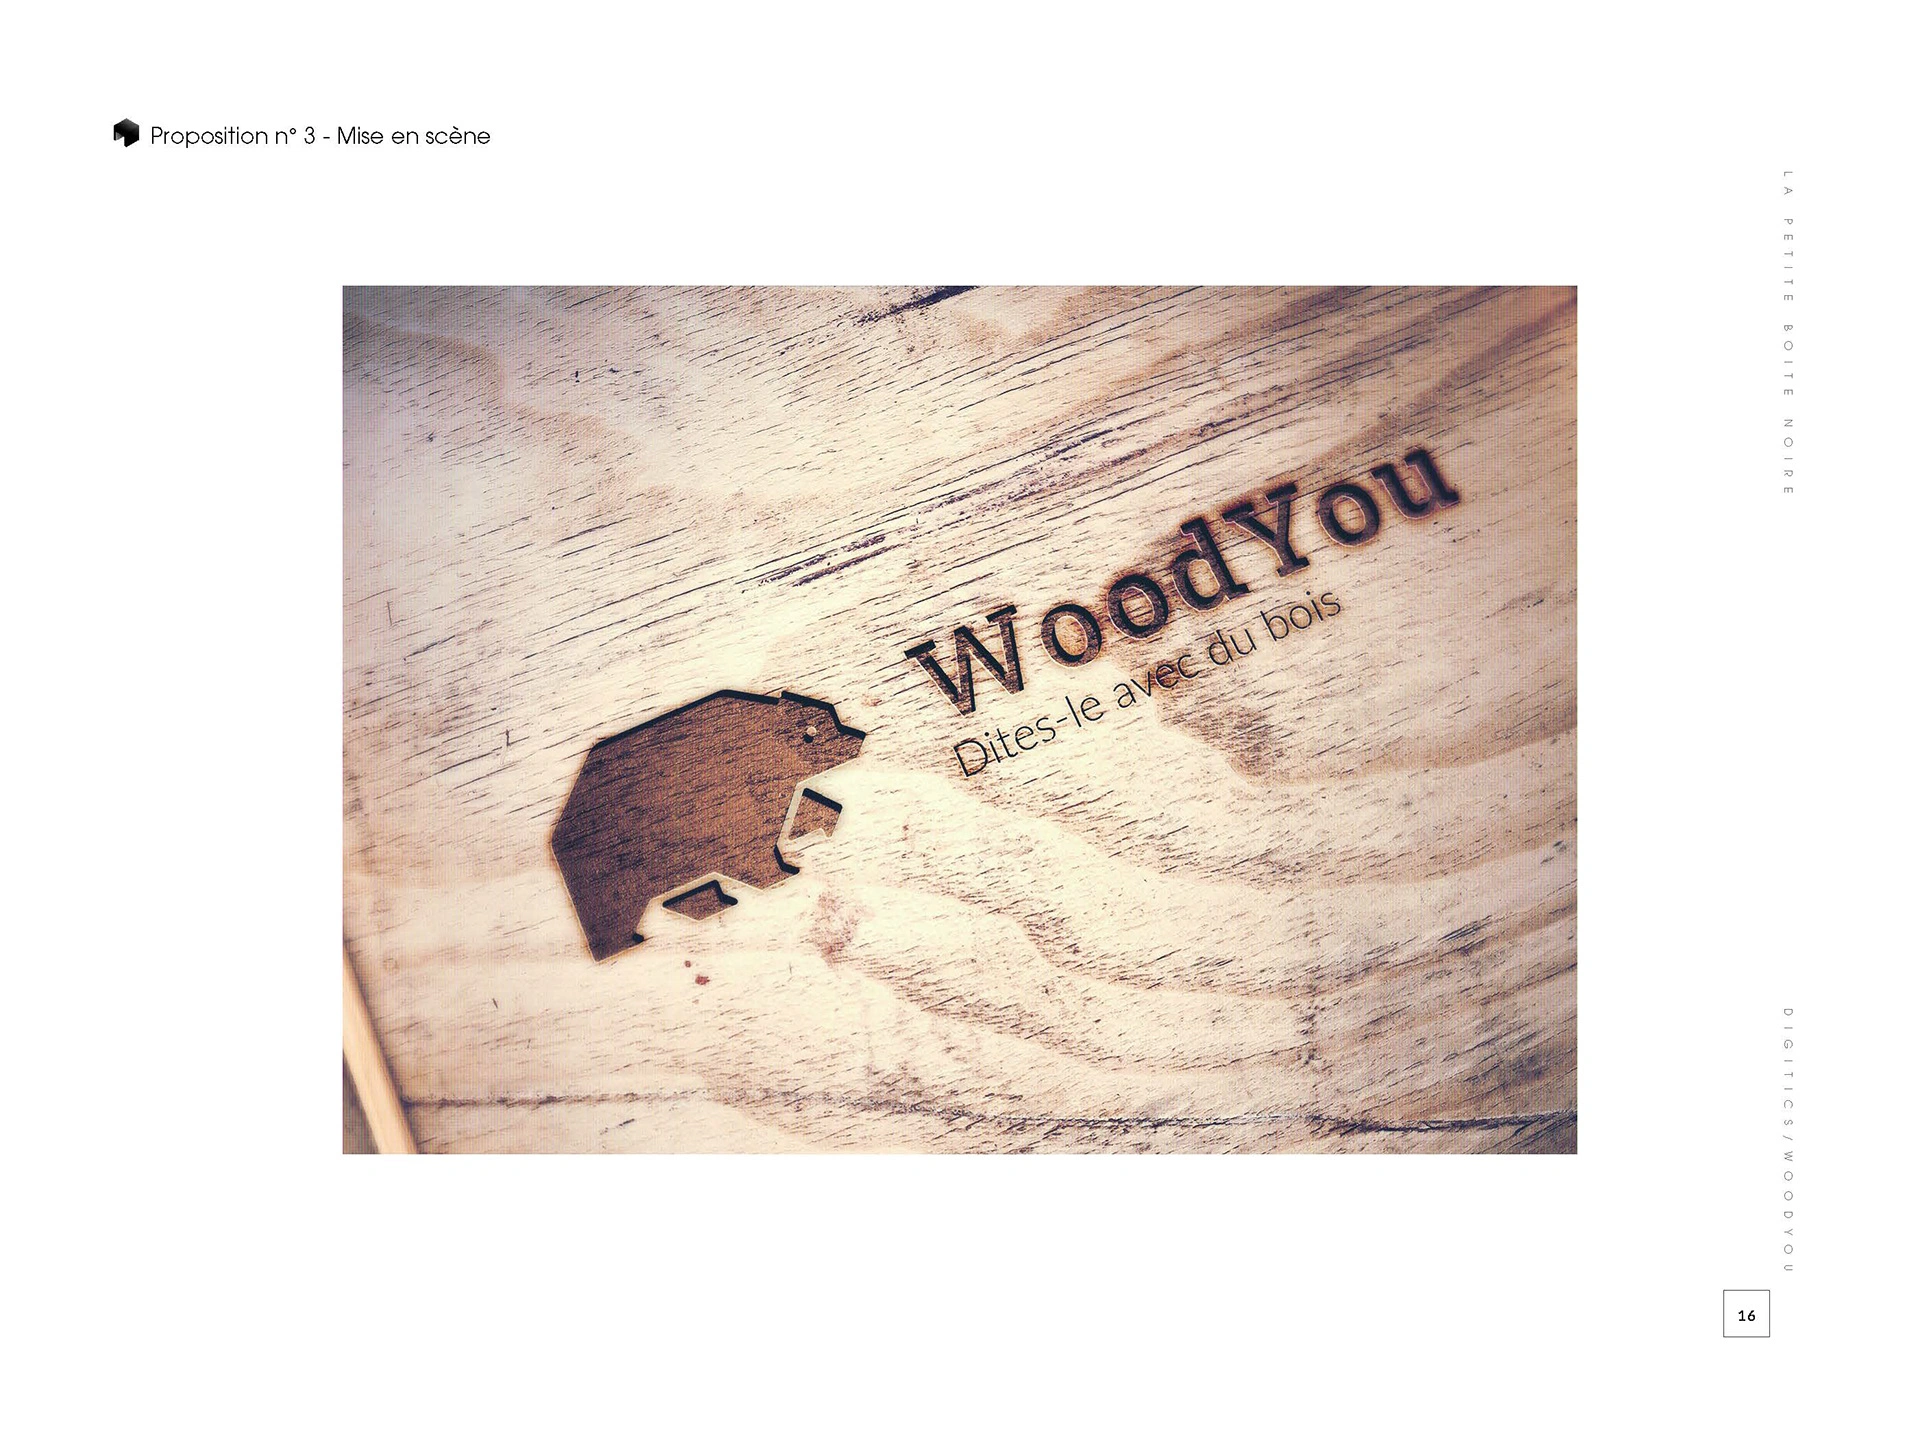 Proposition n° 3 - Mise en scène
LA PETITE BOITE NOIRE
WoodYou
Dites-le avec du bois
DIGITICS/WOODYOU
16